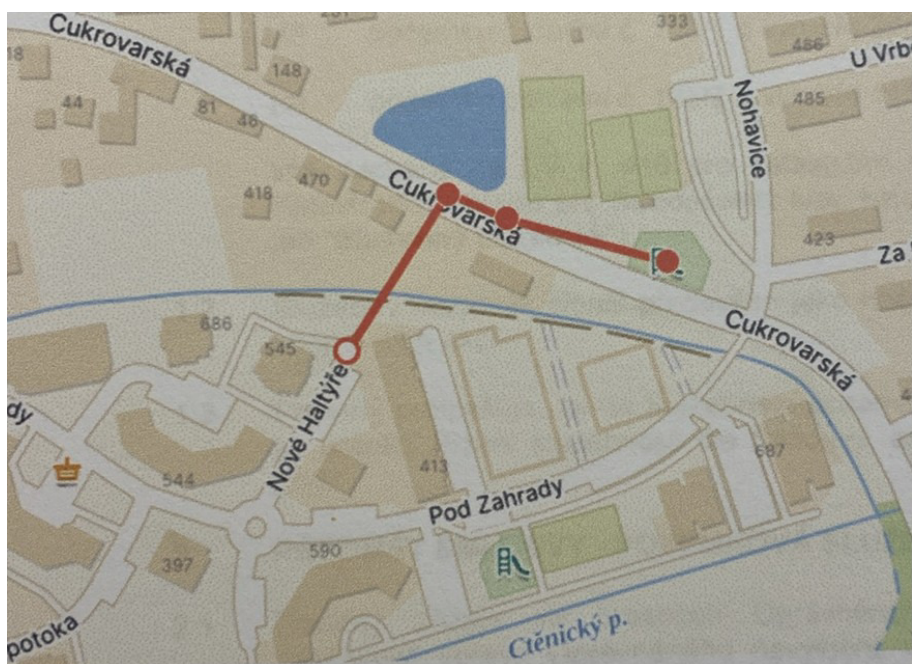 Cukrovarská
333
486
U Vrb
18
148
44
81
46
485
Nohavice
470
418
Cukrovarská
423
Za
686
545
Cukrovarská
Nové Haltýře
dy
413
687
544
Pod Zahrady
590
397
Ctěnický p.
potoka